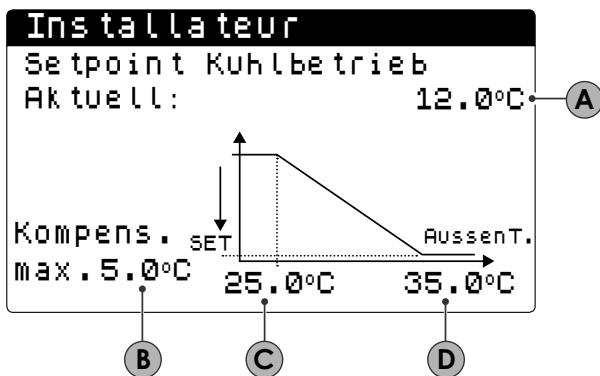 Installateur
Setpoint Kuhlbetrieb
Aktuell: 12.0°C
A
Kompens.
max.5.0°C
SET
AussenT.
25.0°C 35.0°C
B C D